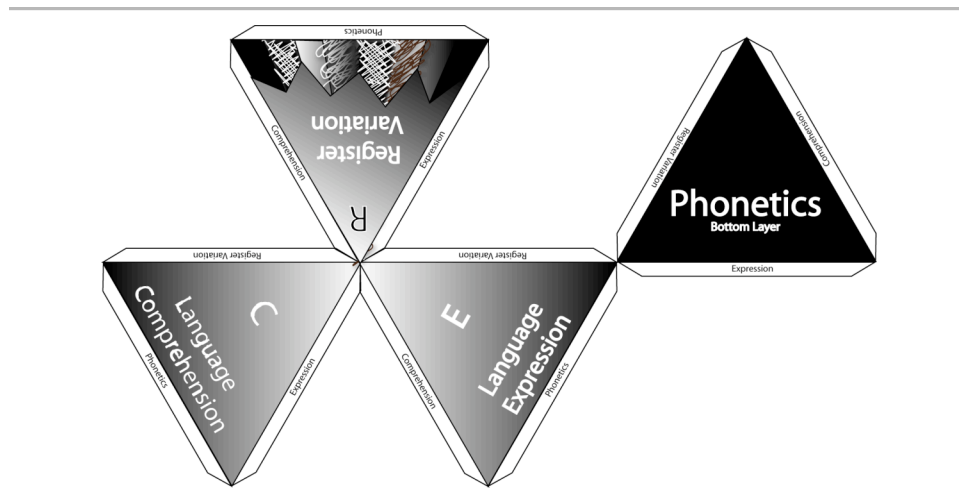 Phonetics
Comprehension
Register
Variation
Expression
R
Register Variation
Comprehension
Phonetics
Bottom Layer
Expression
Register Variation
C
Language
Comprehension
Phonetics
Expression
Register Variation
E
Language
Expression
Comprehension
Phonetics